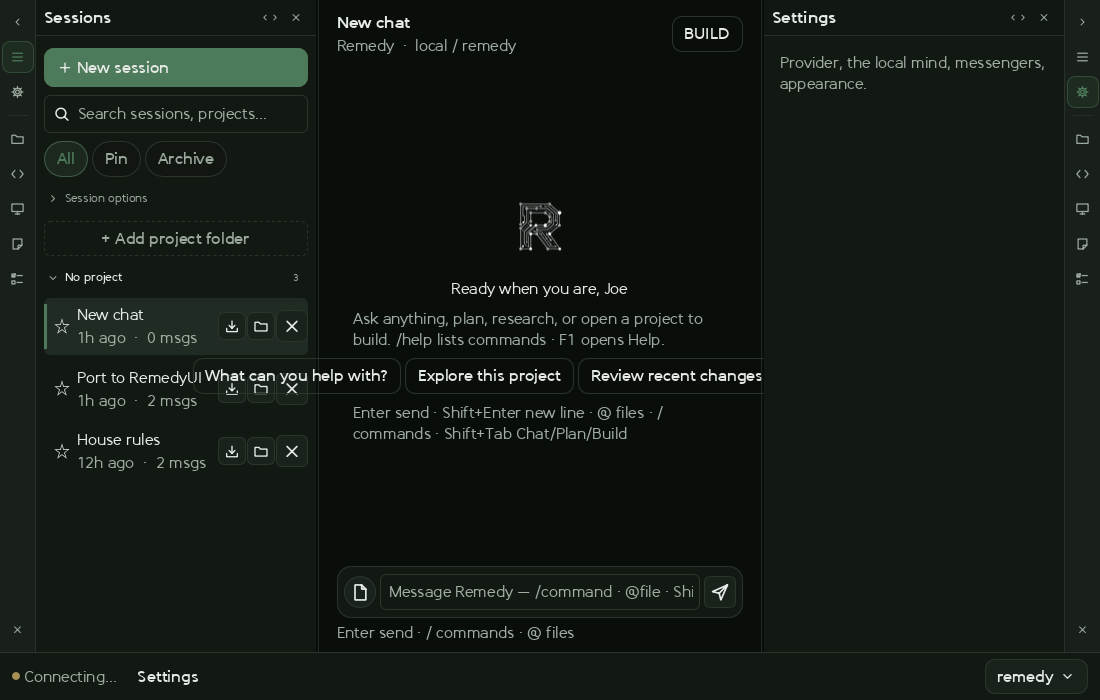 Sessions
+ New session
Search sessions, projects...
All
Pin
Archive
Session options
+ Add project folder
No project
3
New chat
1h ago · 0 msgs
Port to RemedyUI
1h ago · 2 msgs
House rules
12h ago · 2 msgs
New chat
Remedy · local / remedy
BUILD
R
Ready when you are, Joe
Ask anything, plan, research, or open a project to
build. /help lists commands · F1 opens Help.
What can you help with?
Explore this project
Review recent changes
Enter send · Shift+Enter new line · @ files · /
commands · Shift+Tab Chat/Plan/Build
Message Remedy — /command · @file · Shi
Enter send · / commands · @ files
Settings
Provider, the local mind, messengers,
appearance.
Connecting...
Settings
remedy